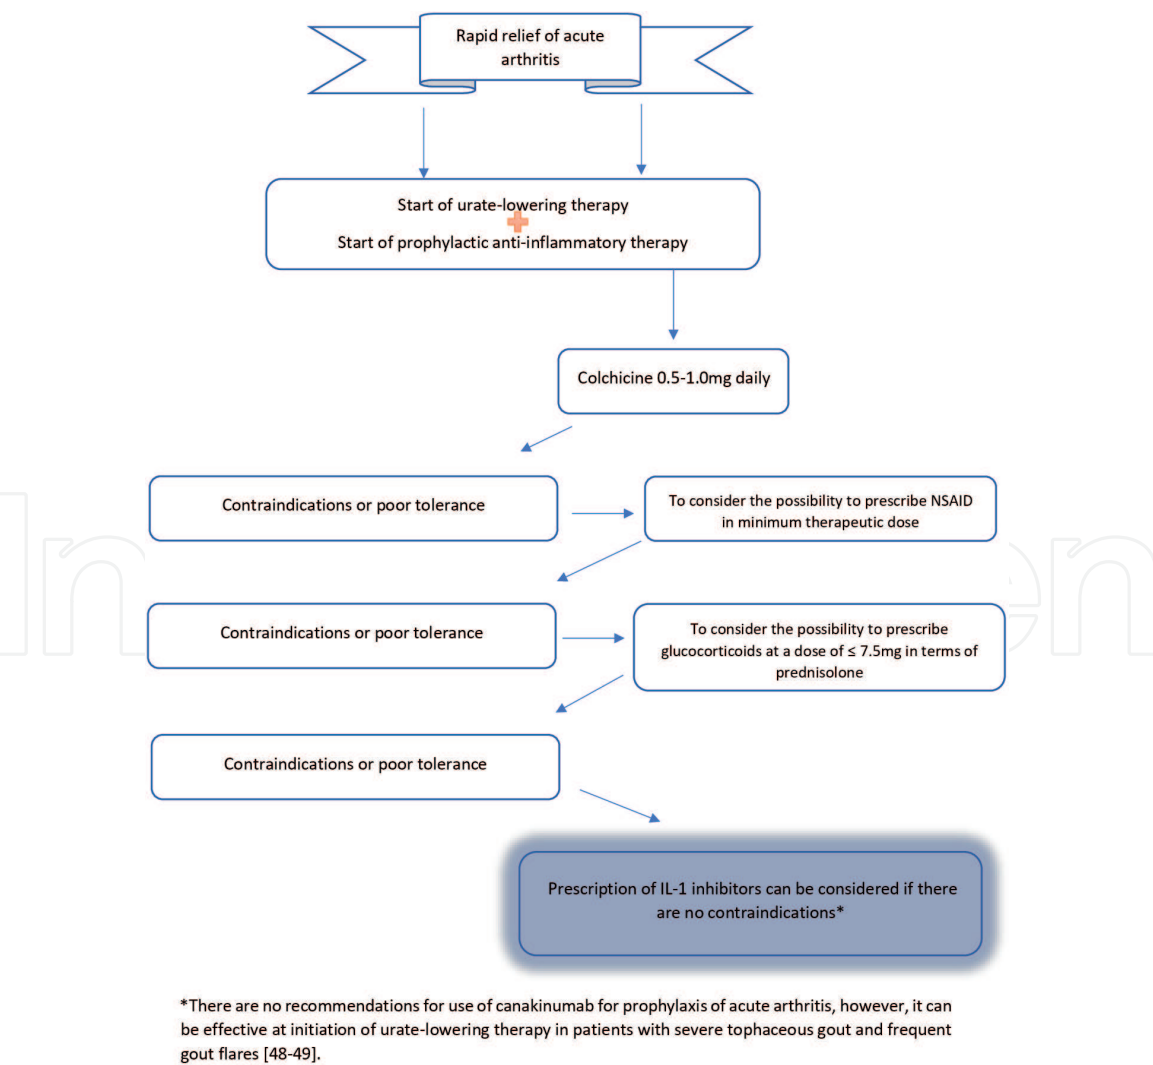 Rapid relief of acute
arthritis
Start of urate-lowering therapy
Start of prophylactic anti-inflammatory therapy
Colchicine 0.5-1.0mg daily
Contraindications or poor tolerance
To consider the possibility to prescribe NSAID
in minimum therapeutic dose
Contraindications or poor tolerance
To consider the possibility to prescribe
glucocorticoids at a dose of ≤ 7.5mg in terms of
prednisolone
Contraindications or poor tolerance
Prescription of IL-1 inhibitors can be considered if there
are no contraindications*
*There are no recommendations for use of canakinumab for prophylaxis of acute arthritis, however, it can
be effective at initiation of urate-lowering therapy in patients with severe tophaceous gout and frequent
gout flares [48-49].